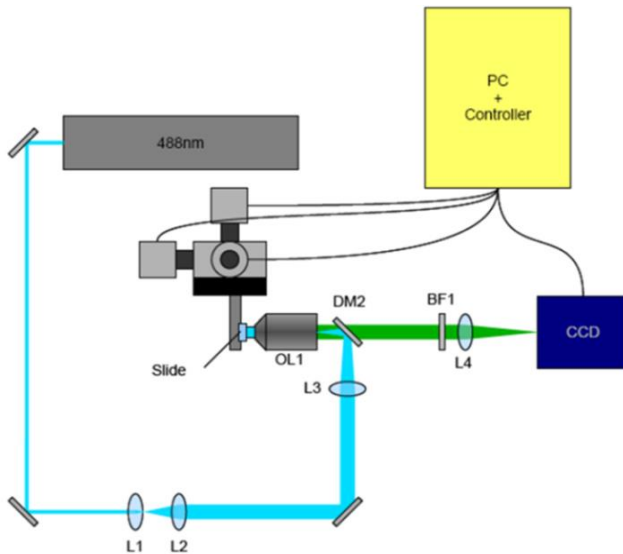 PC
+
Controller
488nm
DM2
BF1
CCD
Slide
OL1
L4
L3
L1
L2